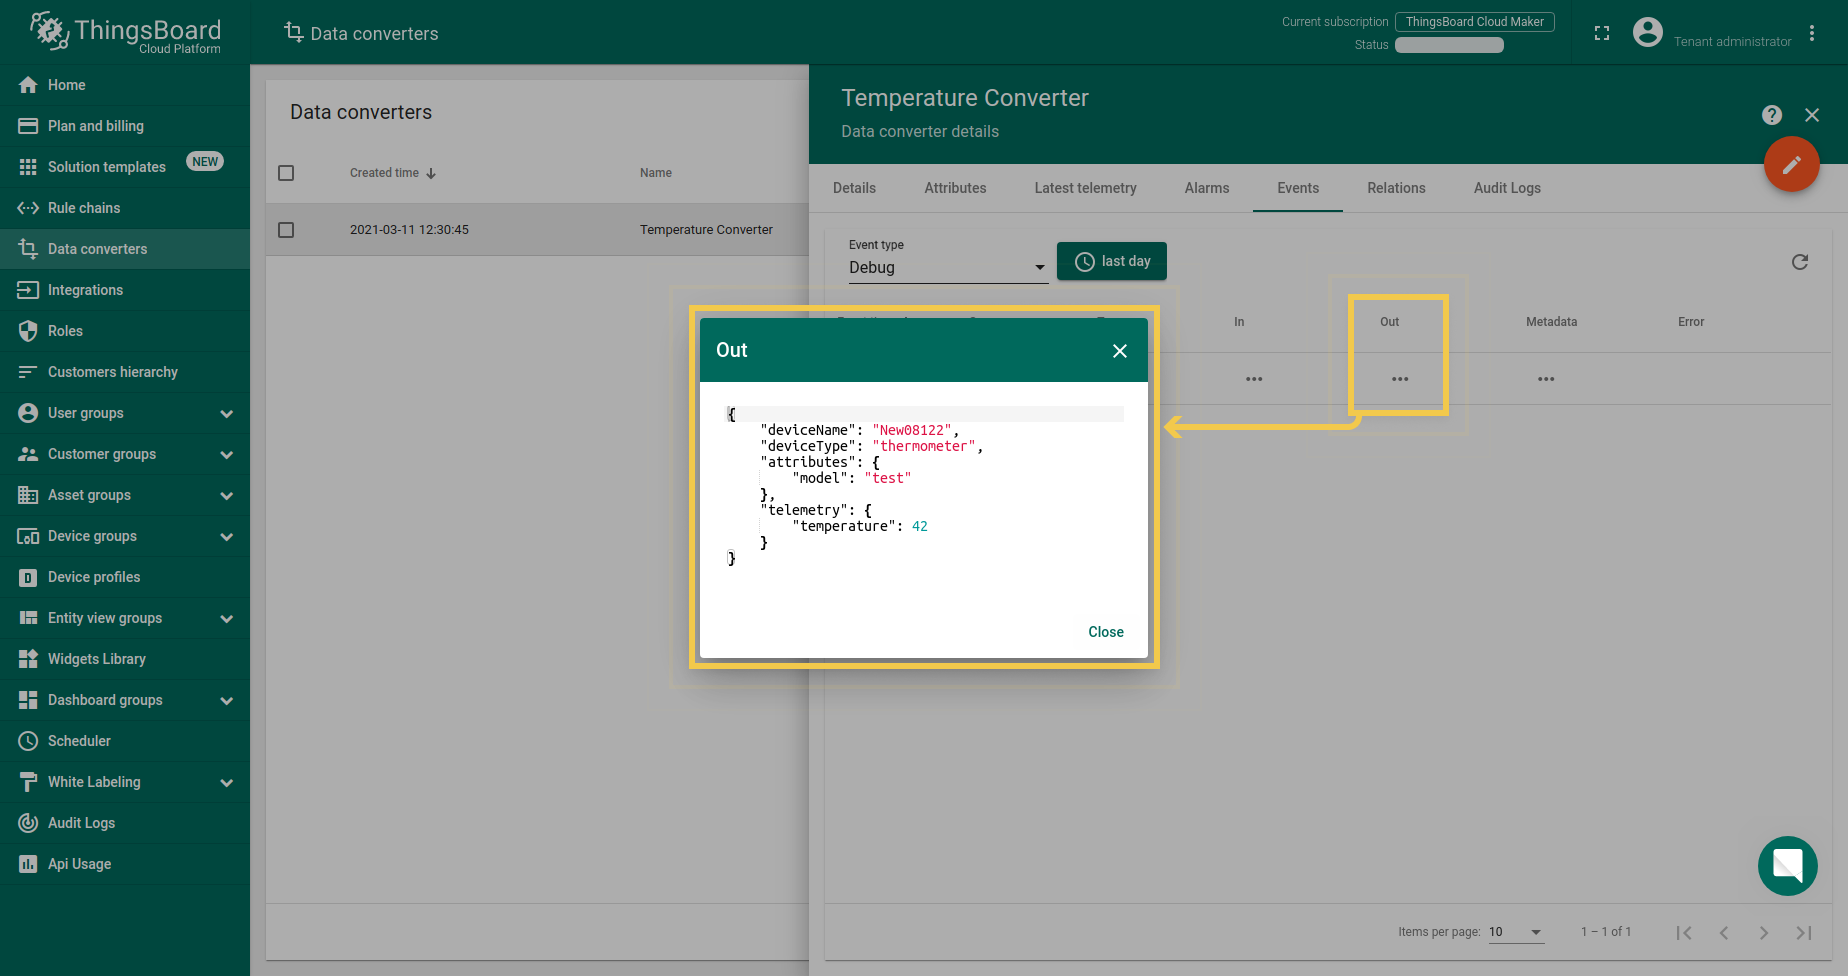 ThingsBoard
Cloud Platform
Data converters
Current subscription ThingsBoard Cloud Maker
Status
Tenant administrator
Home
Plan and billing
Solution templates NEW
Rule chains
Data converters
Integrations
Roles
Customers hierarchy
User groups
Customer groups
Asset groups
Device groups
Device profiles
Entity view groups
Widgets Library
Dashboard groups
Scheduler
White Labeling
Audit Logs
Api Usage
Data converters
Created time Name
2021-03-11 12:30:45 Temperature Converter
Temperature Converter
Data converter details
Details Attributes Latest telemetry Alarms Events Relations Audit Logs
Event type
Debug
last day
In Out Metadata Error
Out
{
"deviceName": "New08122",
"deviceType": "thermometer",
"attributes": {
"model": "test"
},
"telemetry": {
"temperature": 42
}
}
Close
Items per page: 10 1 – 1 of 1